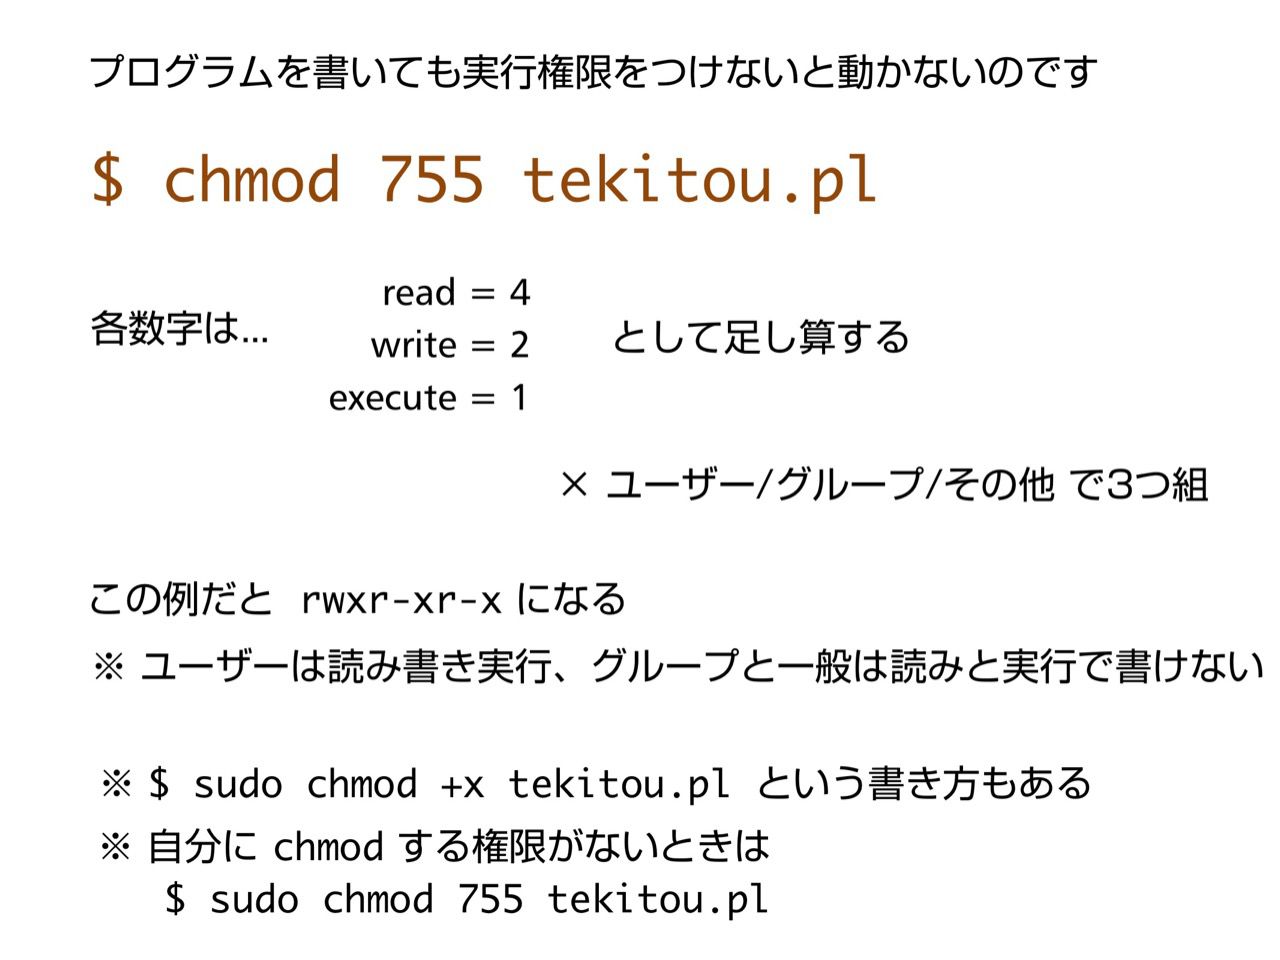 プログラムを書いても実行権限をつけないと動かないのです
$ chmod 755 tekitou.pl
各数字は...
read = 4
write = 2
execute = 1
として足し算する
× ユーザー/グループ/その他 で3つ組
この例だと rwxr-xr-x になる
※ ユーザーは読み書き実行、グループと一般は読みと実行で書けない
※ $ sudo chmod +x tekitou.pl という書き方もある
※ 自分に chmod する権限がないときは
$ sudo chmod 755 tekitou.pl